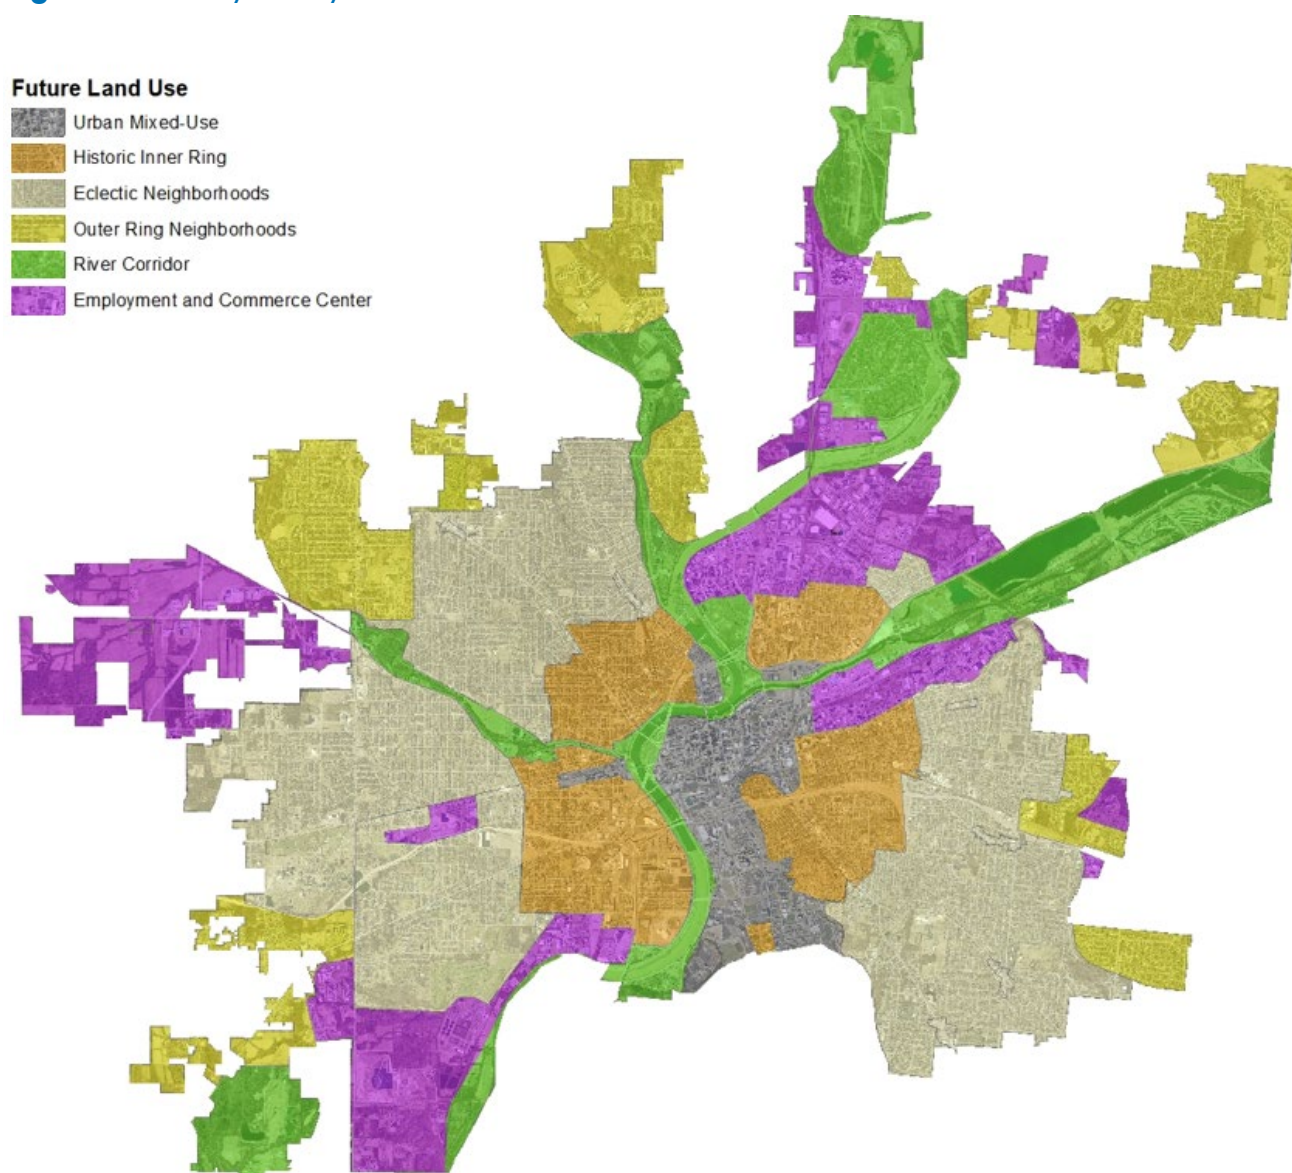 Future Land Use
Urban Mixed-Use
Historic Inner Ring
Eclectic Neighborhoods
Outer Ring Neighborhoods
River Corridor
Employment and Commerce Center